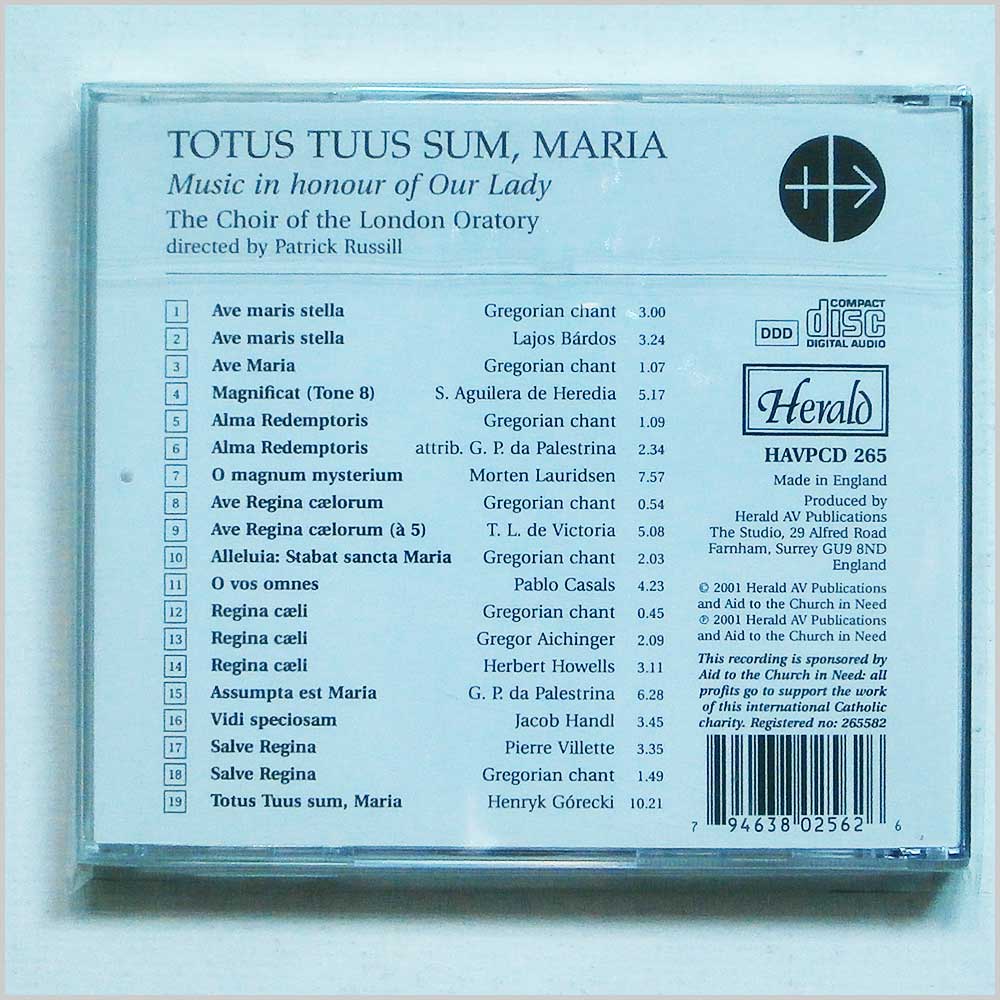 TOTUS TUUS SUM, MARIA
Music in honour of Our Lady
The Choir of the London Oratory
directed by Patrick Russill
1 Ave maris stella Gregorian chant 3.00
2 Ave maris stella Lajos Bárdos 3.24
3 Ave Maria Gregorian chant 1.07
4 Magnificat (Tone 8) S. Aguilera de Heredia 5.17
5 Alma Redemptoris Gregorian chant 1.09
6 Alma Redemptoris attrib. G. P. da Palestrina 2.34
7 O magnum mysterium Morten Lauridsen 7.57
8 Ave Regina cælorum Gregorian chant 0.54
9 Ave Regina cælorum (à 5) T. L. de Victoria 5.08
10 Alleluia: Stabat sancta Maria Gregorian chant 2.03
11 O vos omnes Pablo Casals 4.23
12 Regina cæli Gregorian chant 0.45
13 Regina cæli Gregor Aichinger 2.09
14 Regina cæli Herbert Howells 3.11
15 Assumpta est Maria G. P. da Palestrina 6.28
16 Vidi speciosam Jacob Handl 3.45
17 Salve Regina Pierre Villette 3.35
18 Salve Regina Gregorian chant 1.49
19 Totus Tuus sum, Maria Henryk Górecki 10.21
DDD
COMPACT
disc
DIGITAL AUDIO
Herald
HAVPCD 265
Made in England
Produced by
Herald AV Publications
The Studio, 29 Alfred Road
Farnham, Surrey GU9 8ND
England
© 2001 Herald AV Publications
and Aid to the Church in Need
℗ 2001 Herald AV Publications
and Aid to the Church in Need
This recording is sponsored by
Aid to the Church in Need: all
profits go to support the work
of this international Catholic
charity. Registered no: 265582
7 94638 02562 6